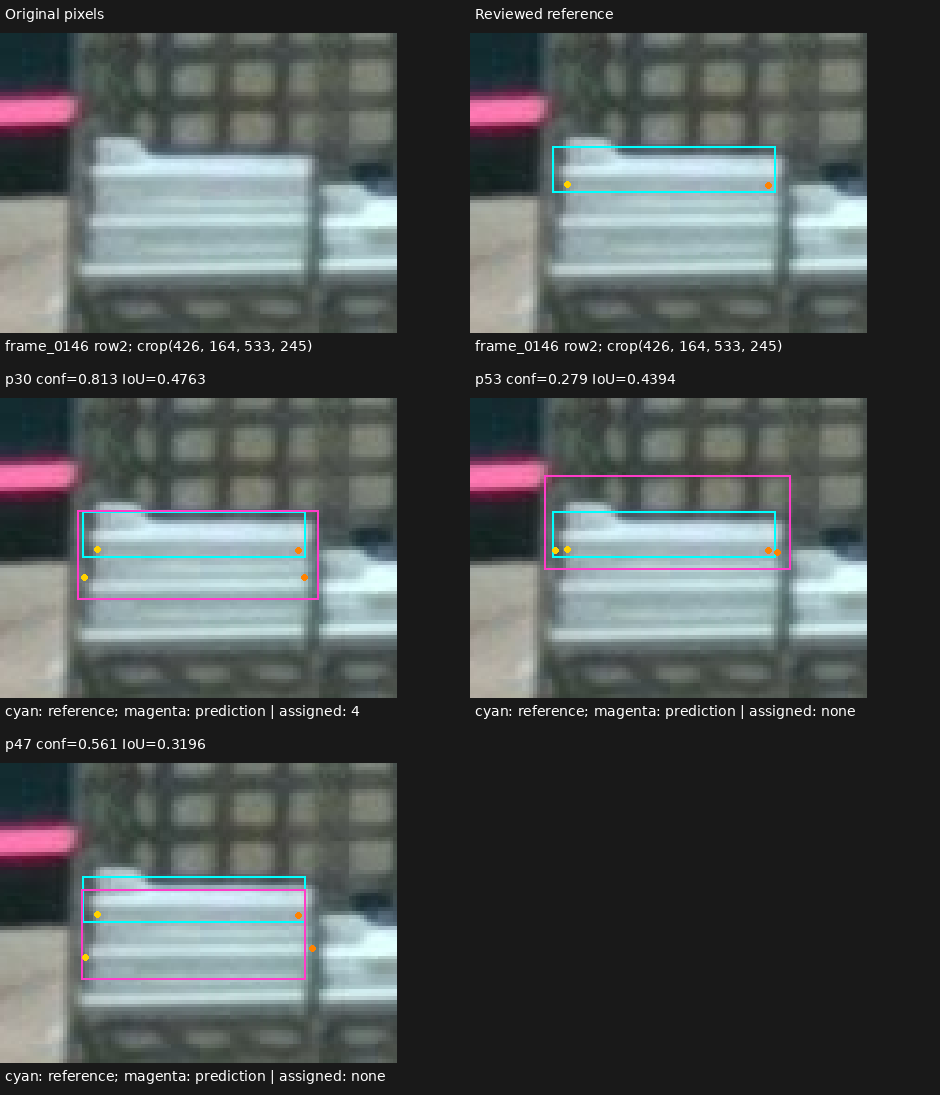 Original pixels
Reviewed reference
frame_0146 row2; crop(426, 164, 533, 245)
frame_0146 row2; crop(426, 164, 533, 245)
p30 conf=0.813 IoU=0.4763
p53 conf=0.279 IoU=0.4394
cyan: reference; magenta: prediction | assigned: 4
cyan: reference; magenta: prediction | assigned: none
p47 conf=0.561 IoU=0.3196
cyan: reference; magenta: prediction | assigned: none